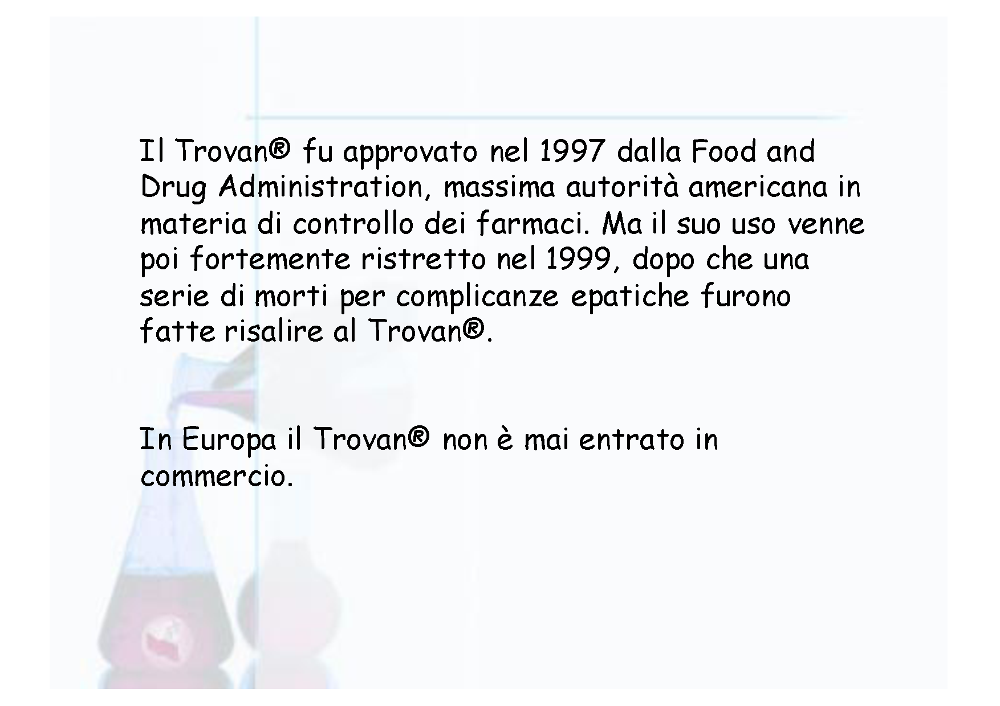 Il Trovan® fu approvato nel 1997 dalla Food and
Drug Administration, massima autorità americana in
materia di controllo dei farmaci. Ma il suo uso venne
poi fortemente ristretto nel 1999, dopo che una
serie di morti per complicanze epatiche furono
fatte risalire al Trovan®.
In Europa il Trovan® non è mai entrato in
commercio.